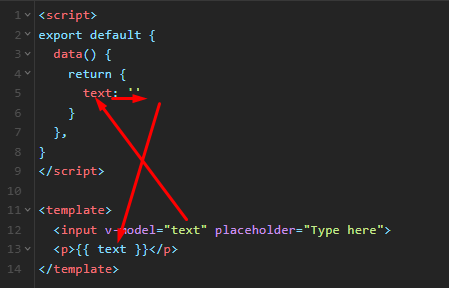 1 <script>
2 export default {
3 data() {
4 return {
5 text: ''
6 }
7 },
8 }
9 </script>
10
11 <template>
12 <input v-model="text" placeholder="Type here">
13 <p>{{ text }}</p>
14 </template>